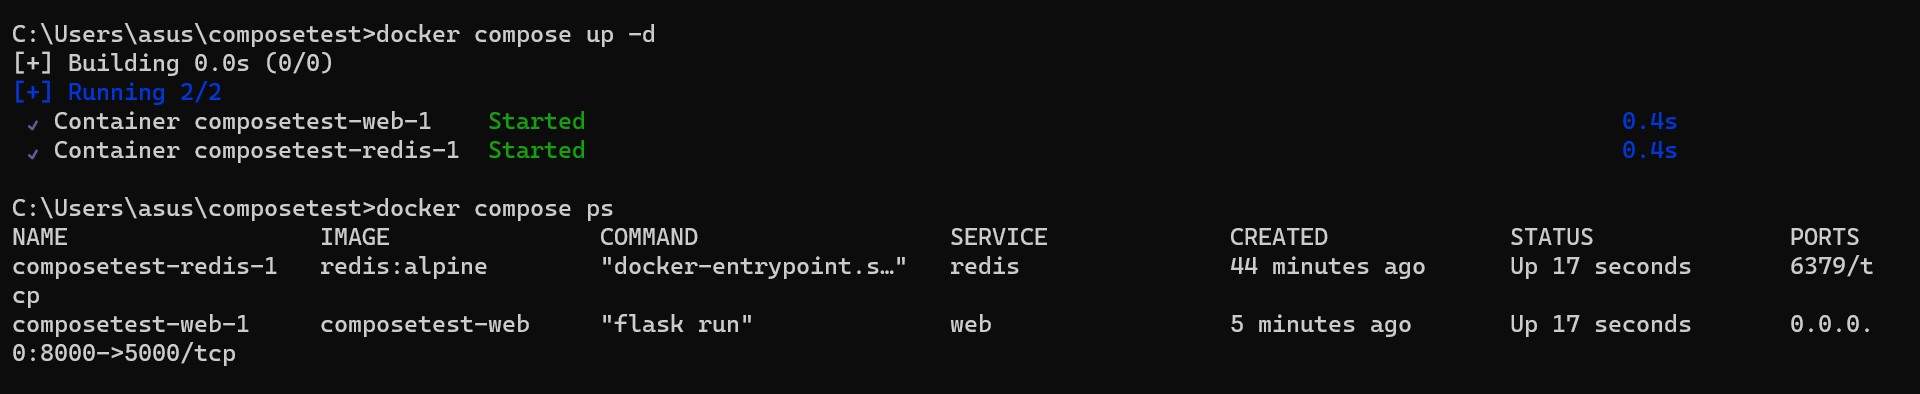 C:\Users\asus\composetest>docker compose up -d
[+] Building 0.0s (0/0)
[+] Running 2/2
✓ Container composetest-web-1    Started    0.4s
✓ Container composetest-redis-1  Started    0.4s
C:\Users\asus\composetest>docker compose ps
NAME                  IMAGE               COMMAND                  SERVICE             CREATED             STATUS              PORTS
composetest-redis-1   redis:alpine        "docker-entrypoint.s…"   redis               44 minutes ago      Up 17 seconds       6379/t
cp
composetest-web-1     composetest-web     "flask run"              web                 5 minutes ago       Up 17 seconds       0.0.0.
0:8000->5000/tcp